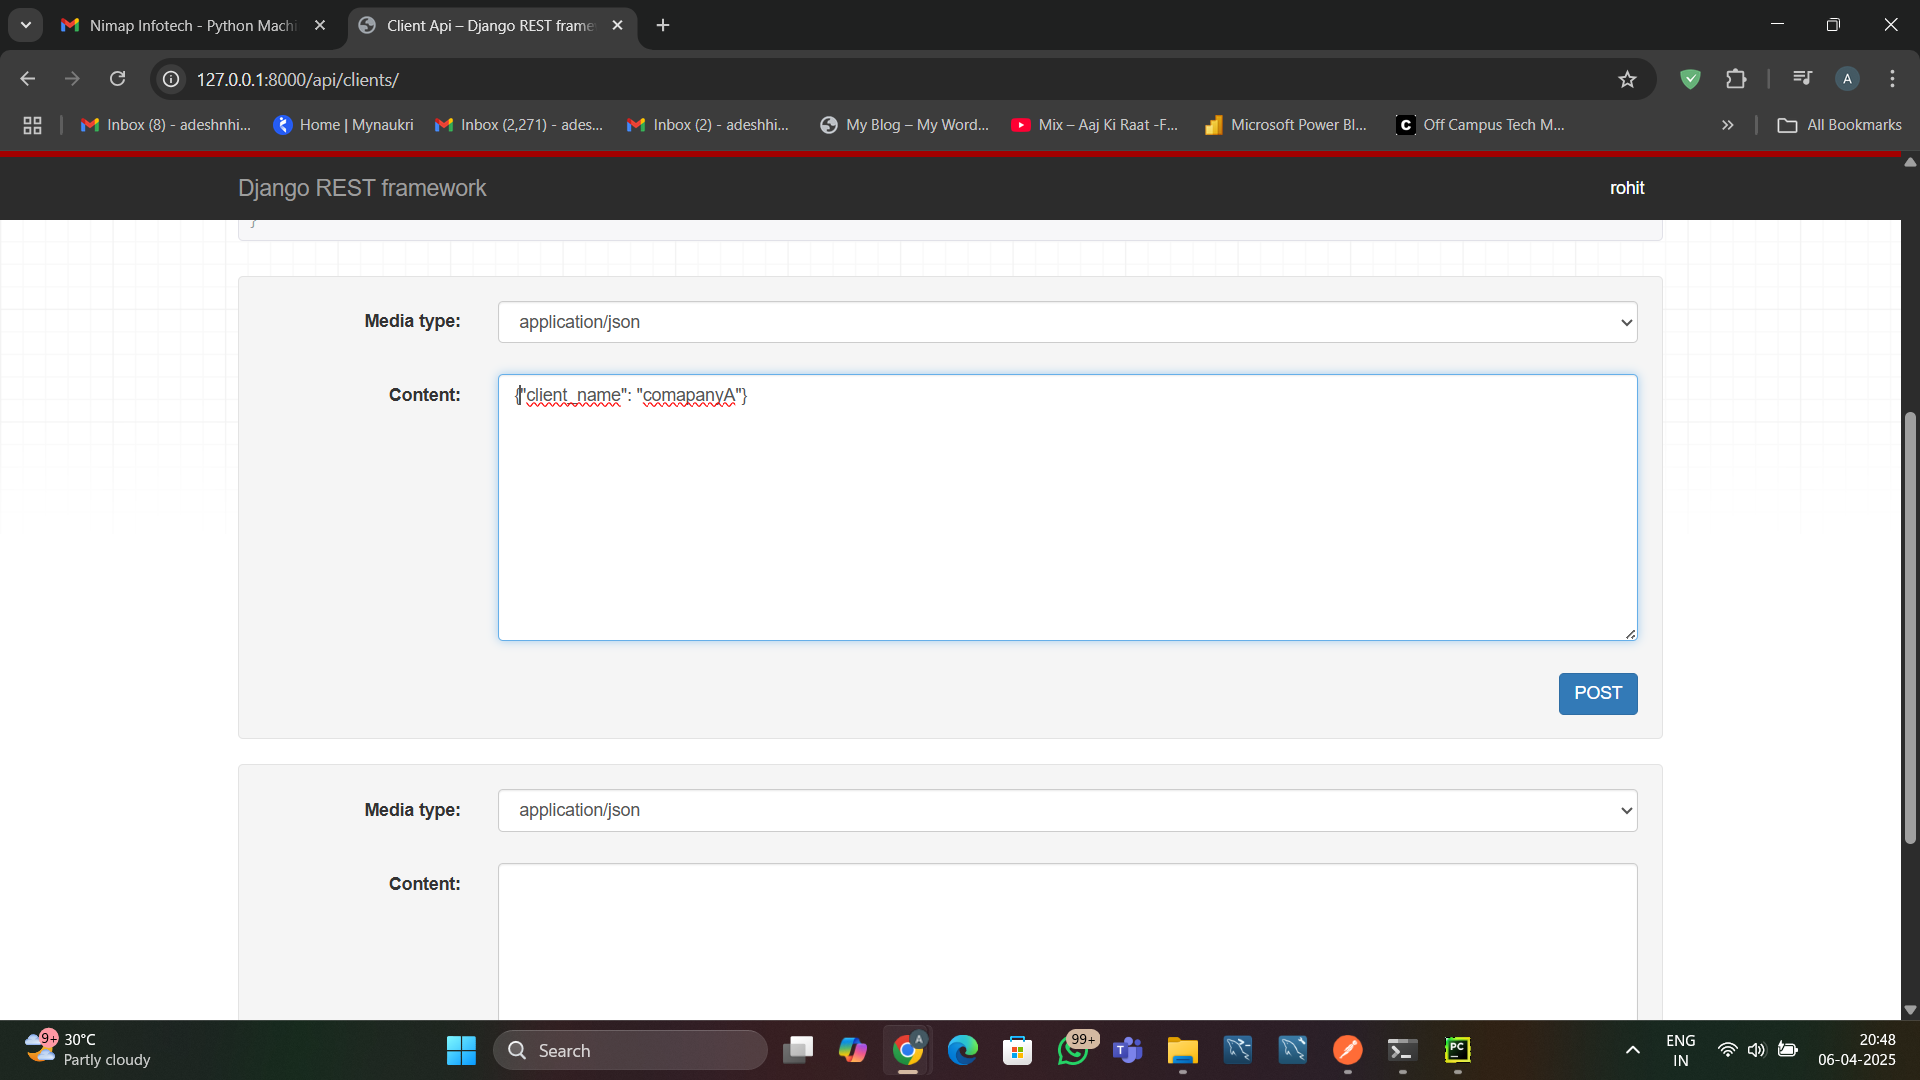 Nimap Infotech - Python Machi
Client Api – Django REST frame
127.0.0.1:8000/api/clients/
A
Inbox (8) - adeshnhi...
Home | Mynaukri
Inbox (2,271) - ades...
Inbox (2) - adeshhi...
My Blog – My Word...
Mix – Aaj Ki Raat -F...
Microsoft Power BI...
C
Off Campus Tech M...
»
All Bookmarks
Django REST framework
rohit
}
Media type:
application/json
Content:
{"client_name": "comapanyA"}
POST
Media type:
application/json
Content:
9+
30°C
Partly cloudy
Search
A
99+
T
PC
ENG
IN
20:48
06-04-2025